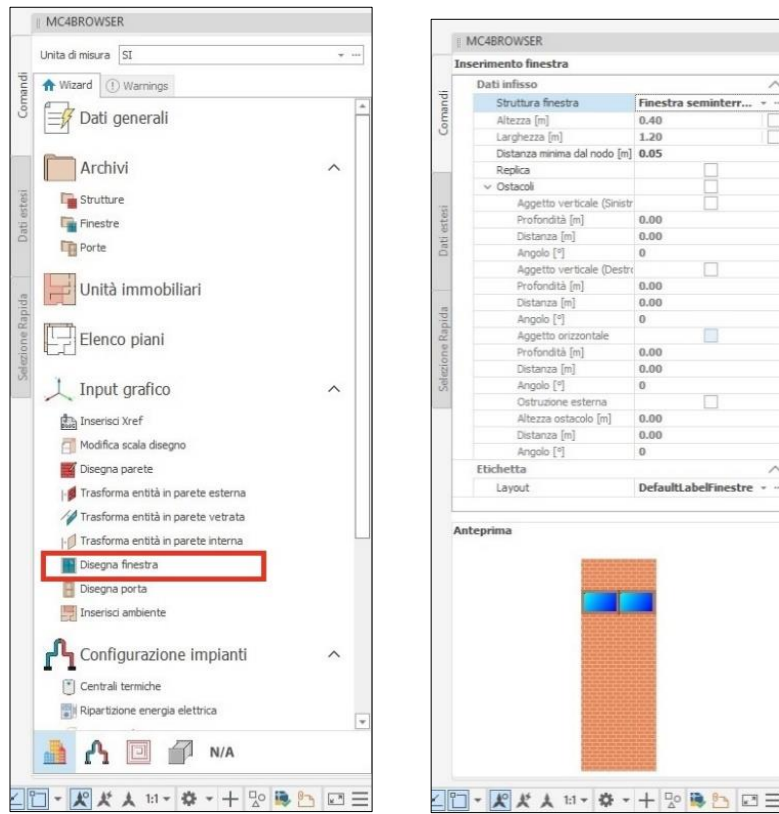 MC4BROWSER
Unita di misura SI
Comandi
Dati estesi
Selezione Rapida
Wizard Warnings
Dati generali
Archivi
Strutture
Finestre
Porte
Unità immobiliari
Elenco piani
Input grafico
Inserisci Xref
Modifica scala disegno
Disegna parete
Trasforma entità in parete esterna
Trasforma entità in parete vetrata
Trasforma entità in parete interna
Disegna finestra
Disegna porta
Inserisci ambiente
Configurazione impianti
Centrali termiche
Ripartizione energia elettrica
N/A
1:1
MC4BROWSER
Comandi
Dati estesi
Selezione Rapida
Inserimento finestra
Dati infisso
Struttura finestra Finestra seminterr...
Altezza [m] 0.40
Larghezza [m] 1.20
Distanza minima dal nodo [m] 0.05
Replica
Ostacoli
Aggetto verticale (Sinistr
Profondità [m] 0.00
Distanza [m] 0.00
Angolo [°] 0
Aggetto verticale (Destro
Profondità [m] 0.00
Distanza [m] 0.00
Angolo [°] 0
Aggetto orizzontale
Profondità [m] 0.00
Distanza [m] 0.00
Angolo [°] 0
Ostruzione esterna
Altezza ostacolo [m] 0.00
Distanza [m] 0.00
Angolo [°] 0
Etichetta
Layout DefaultLabelFinestre
Anteprima
1:1